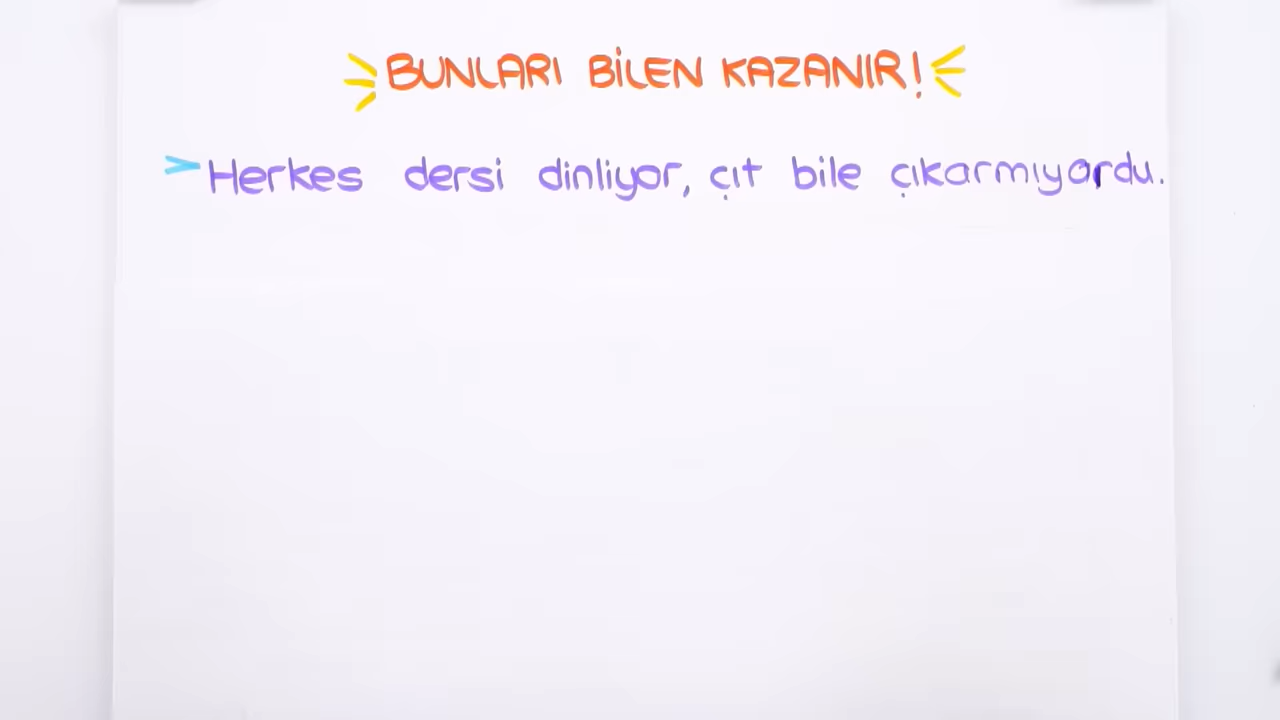 BUNLARI BİLEN KAZANIR!
> Herkes dersi dinliyor, çıt bile çıkarmıyordu.